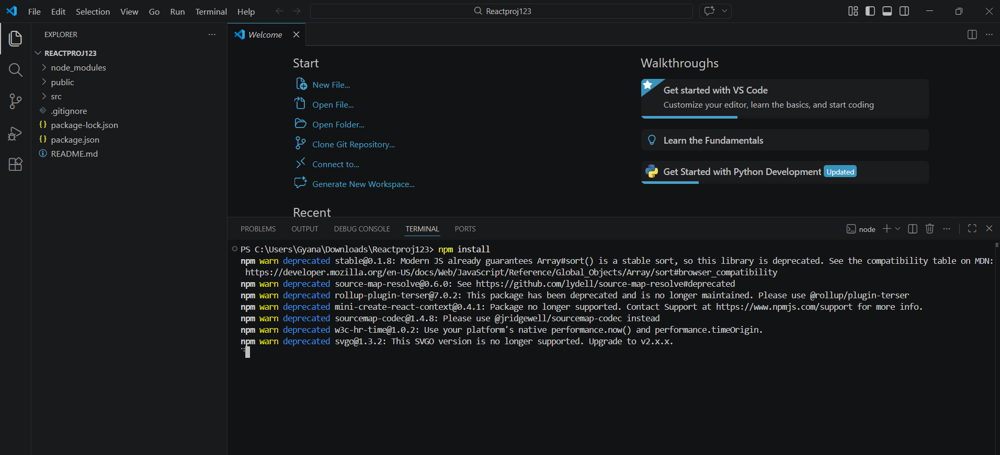 File Edit Selection View Go Run Terminal Help
Reactproj123
EXPLORER
REACTPROJ123
node_modules
public
src
.gitignore
package-lock.json
package.json
README.md
Welcome
Start
New File...
Open File...
Open Folder...
Clone Git Repository...
Connect to...
Generate New Workspace...
Recent
Walkthroughs
Get started with VS Code
Customize your editor, learn the basics, and start coding
Learn the Fundamentals
Get Started with Python Development Updated
PROBLEMS OUTPUT DEBUG CONSOLE TERMINAL PORTS
node
PS C:\Users\Gyana\Downloads\Reactproj123> npm install
npm warn deprecated stable@0.1.8: Modern JS already guarantees Array#sort() is a stable sort, so this library is deprecated. See the compatibility table on MDN:
https://developer.mozilla.org/en-US/docs/Web/JavaScript/Reference/Global_Objects/Array/sort#browser_compatibility
npm warn deprecated source-map-resolve@0.6.0: See https://github.com/lydell/source-map-resolve#deprecated
npm warn deprecated rollup-plugin-terser@7.0.2: This package has been deprecated and is no longer maintained. Please use @rollup/plugin-terser
npm warn deprecated mini-create-react-context@0.4.1: Package no longer supported. Contact Support at https://www.npmjs.com/support for more info.
npm warn deprecated sourcemap-codec@1.4.8: Please use @jridgewell/sourcemap-codec instead
npm warn deprecated w3c-hr-time@1.0.2: Use your platform's native performance.now() and performance.timeOrigin.
npm warn deprecated svgo@1.3.2: This SVGO version is no longer supported. Upgrade to v2.x.x.